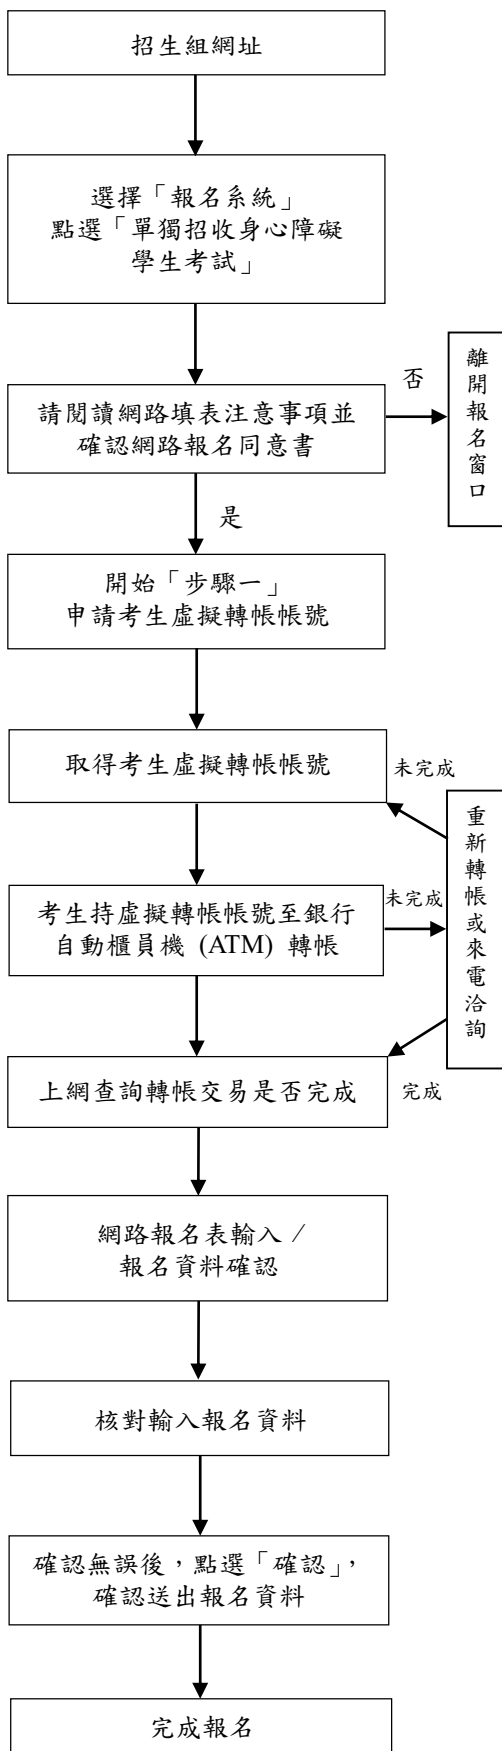 招生組網址
選擇「報名系統」
點選「單獨招收身心障礙
學生考試」
否
離開報名窗口
請閱讀網路填表注意事項並
確認網路報名同意書
是
開始「步驟一」
申請考生虛擬轉帳帳號
取得考生虛擬轉帳帳號
未完成
重新轉帳或來電洽詢
考生持虛擬轉帳帳號至銀行
自動櫃員機 (ATM) 轉帳
未完成
上網查詢轉帳交易是否完成
完成
網路報名表輸入／
報名資料確認
核對輸入報名資料
確認無誤後，點選「確認」，
確認送出報名資料
完成報名